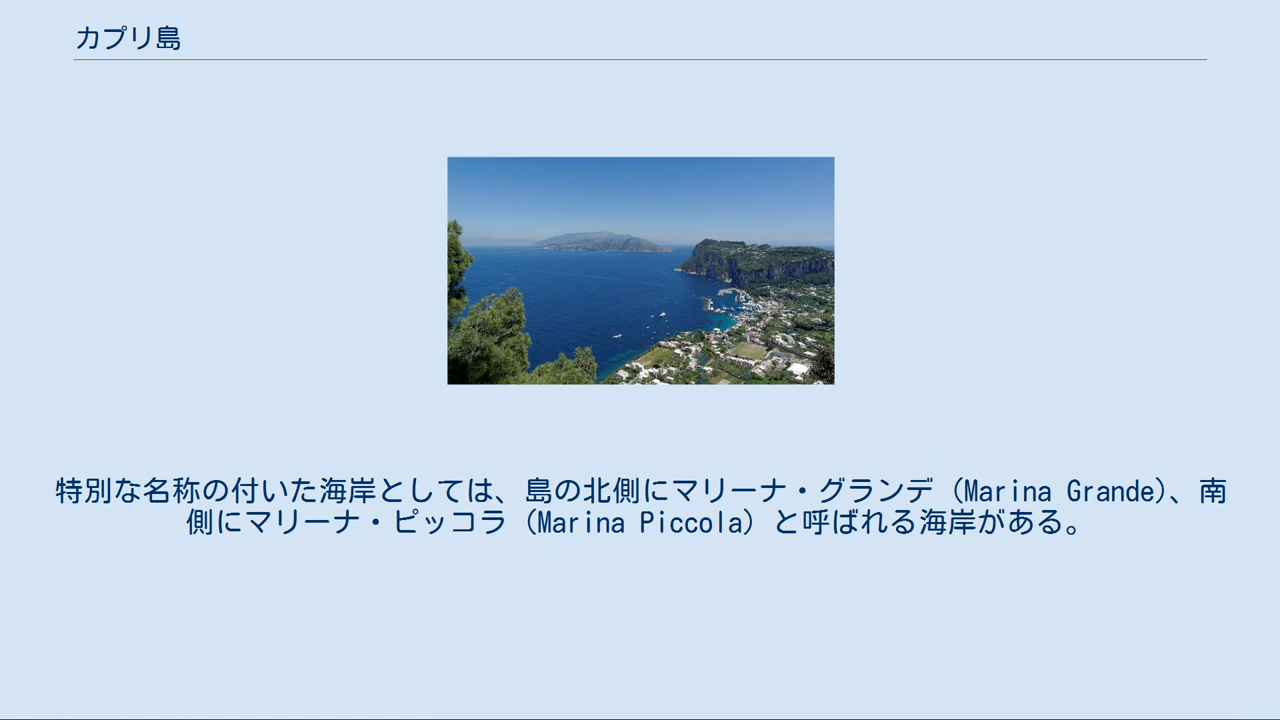 カプリ島
特別な名称の付いた海岸としては、島の北側にマリーナ・グランデ (Marina Grande)、南
側にマリーナ・ピッコラ (Marina Piccola) と呼ばれる海岸がある。